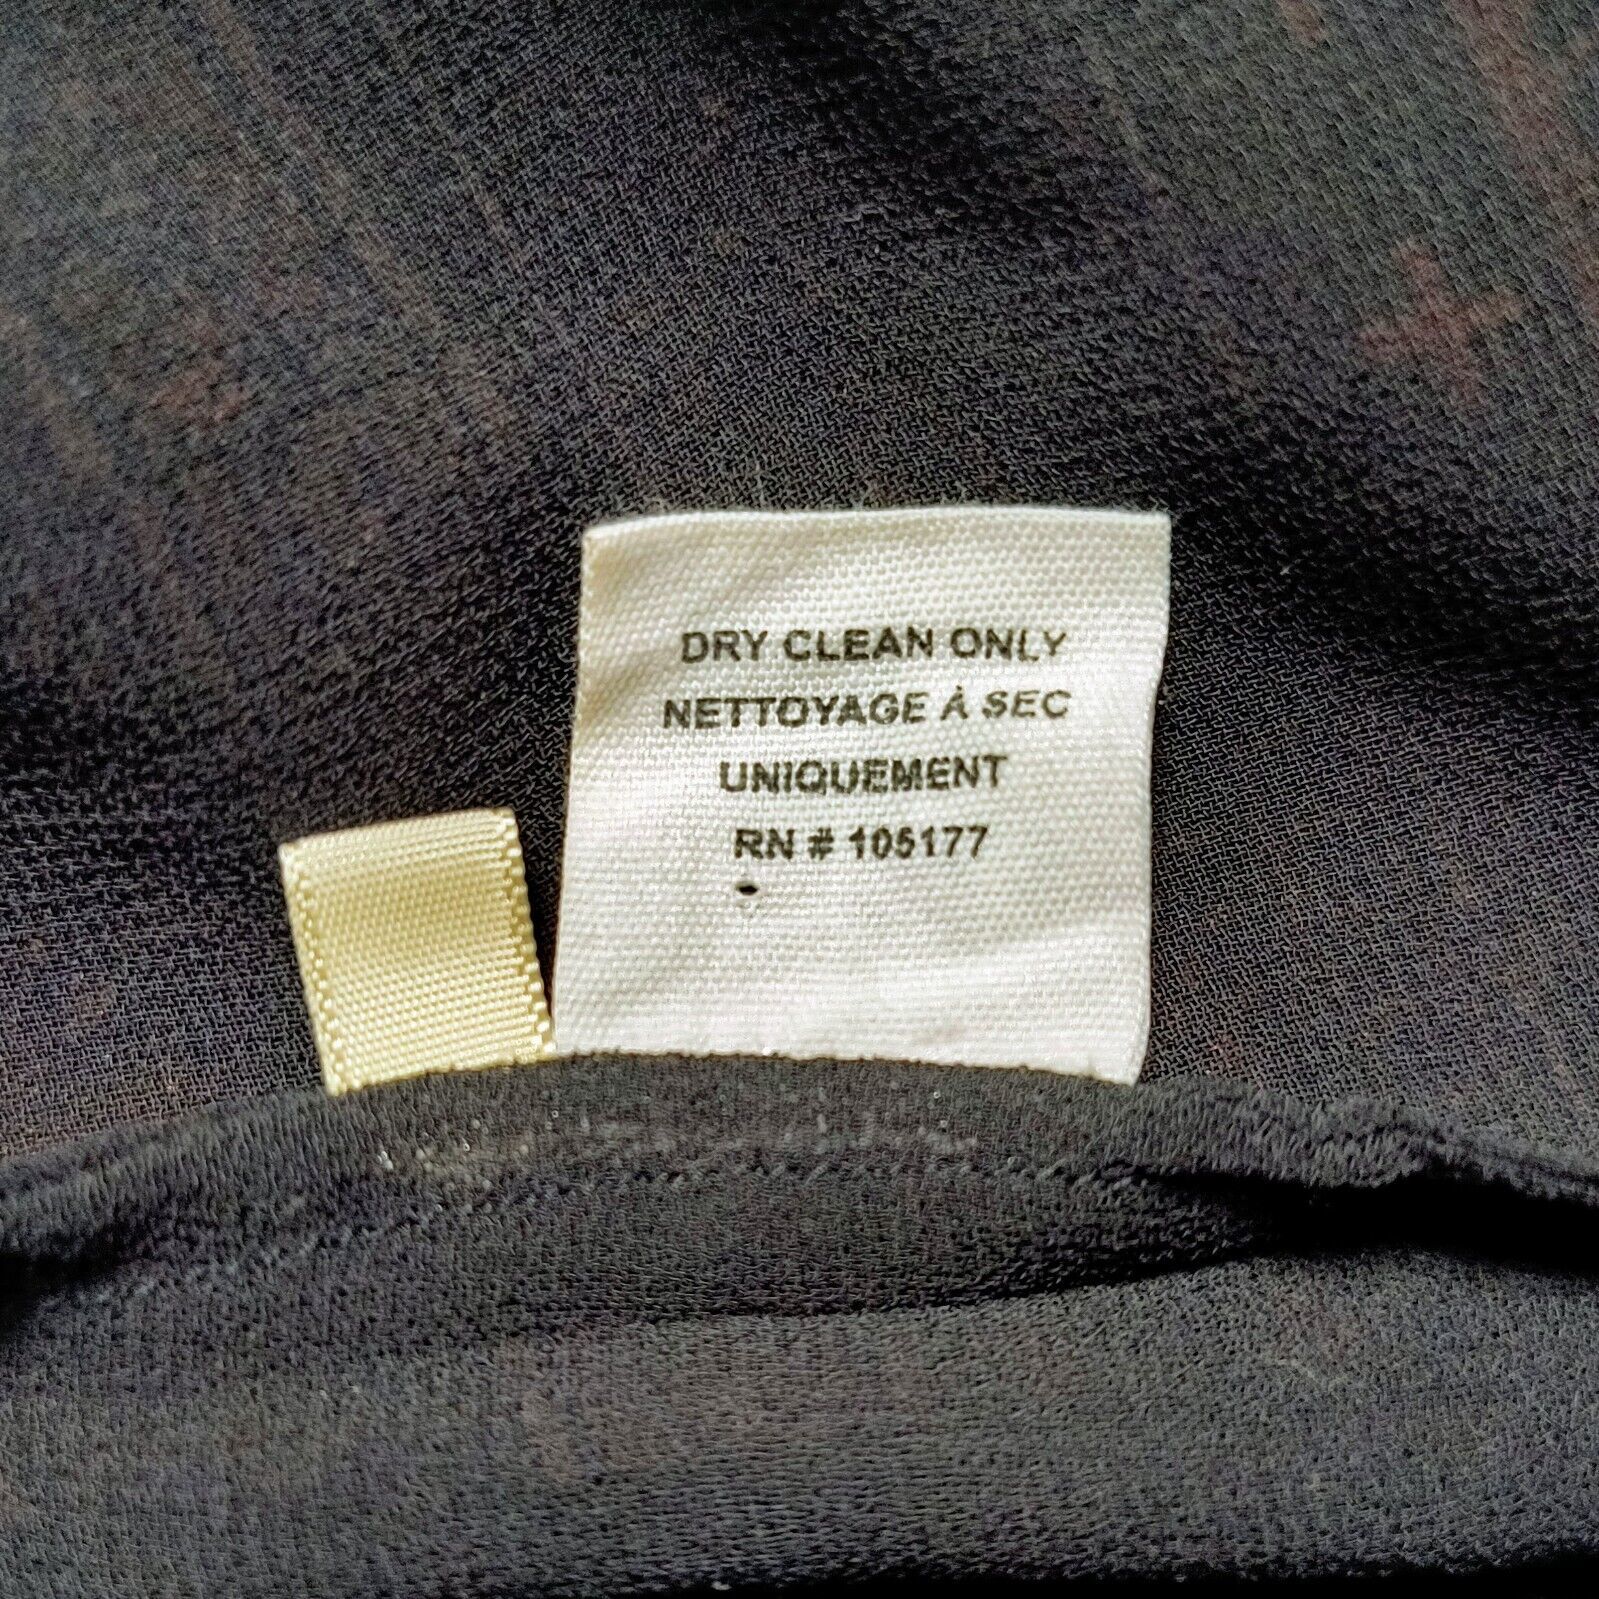 DRY CLEAN ONLY
NETTOYAGE À SEC
UNIQUEMENT
RN # 105177